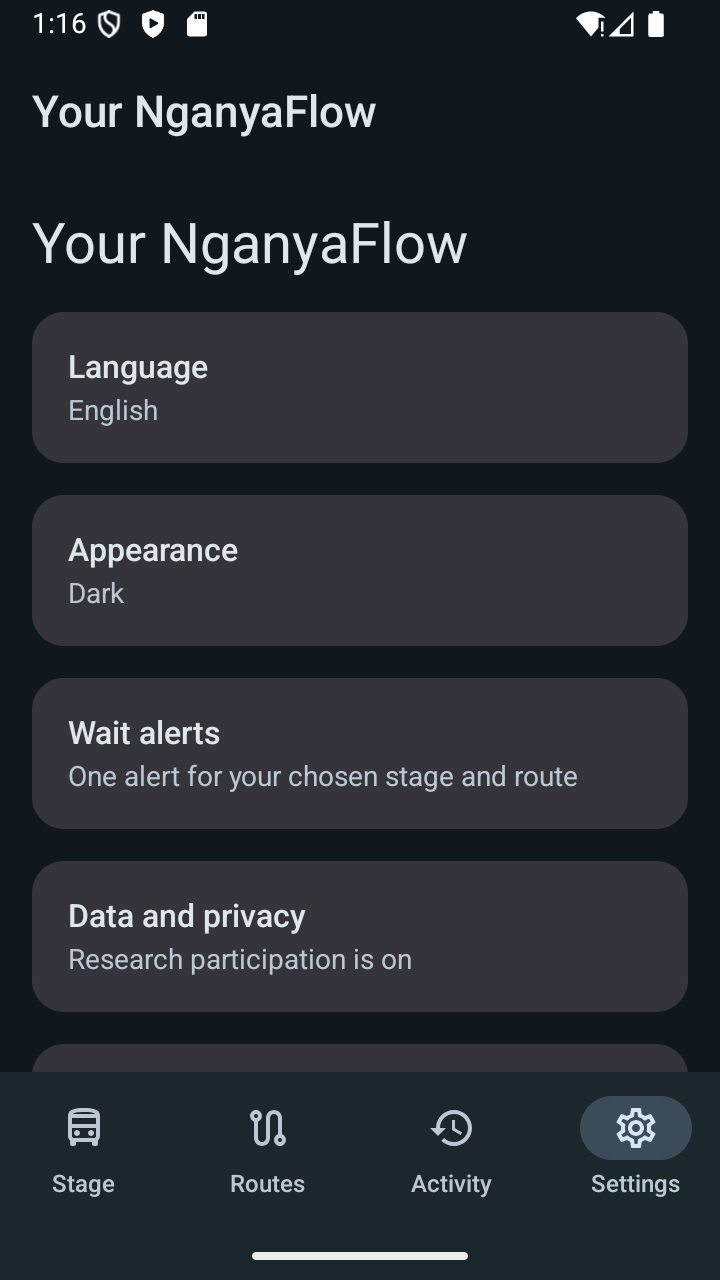 1:16
Your NganyaFlow
Your NganyaFlow
Language
English
Appearance
Dark
Wait alerts
One alert for your chosen stage and route
Data and privacy
Research participation is on
Stage
Routes
Activity
Settings